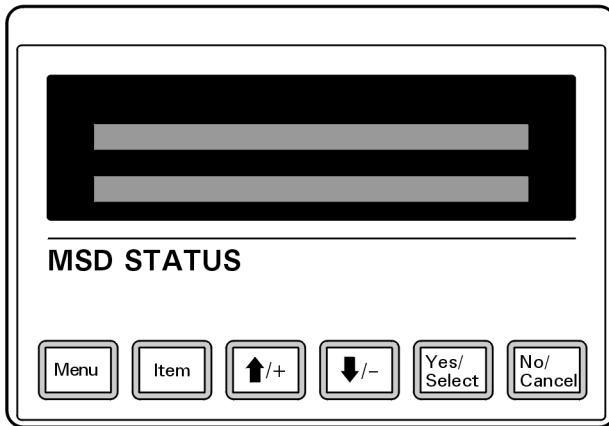 MSD STATUS
Menu
Item
⬆/+
⬇/−
Yes/
Select
No/
Cancel